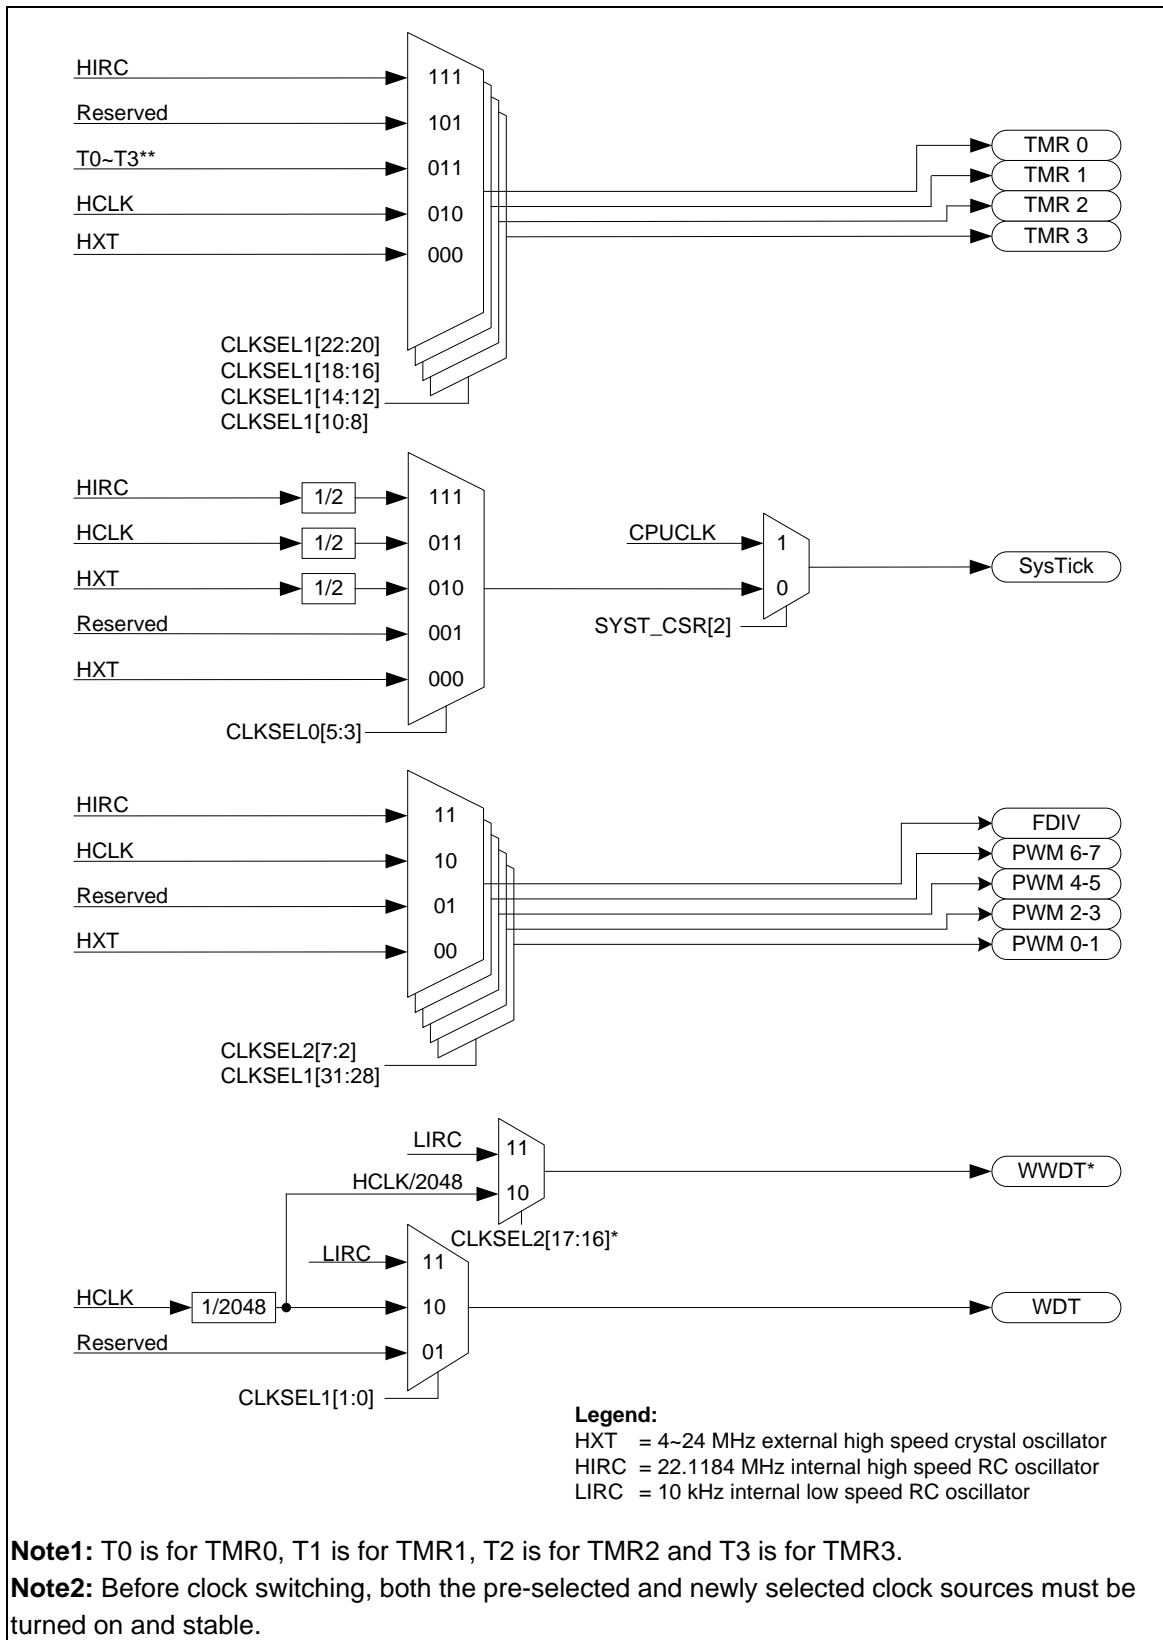 HIRC
111
Reserved
101
T0~T3**
011
HCLK
010
HXT
000
TMR 0
TMR 1
TMR 2
TMR 3
CLKSEL1[22:20]
CLKSEL1[18:16]
CLKSEL1[14:12]
CLKSEL1[10:8]
HIRC
1/2
111
HCLK
1/2
011
HXT
1/2
010
Reserved
001
HXT
000
CLKSEL0[5:3]
CPUCLK
1
0
SYST_CSR[2]
SysTick
HIRC
11
HCLK
10
Reserved
01
HXT
00
FDIV
PWM 6-7
PWM 4-5
PWM 2-3
PWM 0-1
CLKSEL2[7:2]
CLKSEL1[31:28]
LIRC
11
HCLK/2048
10
WWDT*
CLKSEL2[17:16]*
LIRC
11
HCLK
1/2048
10
WDT
Reserved
01
CLKSEL1[1:0]
Legend:
HXT = 4~24 MHz external high speed crystal oscillator
HIRC = 22.1184 MHz internal high speed RC oscillator
LIRC = 10 kHz internal low speed RC oscillator
Note1: T0 is for TMR0, T1 is for TMR1, T2 is for TMR2 and T3 is for TMR3.
Note2: Before clock switching, both the pre-selected and newly selected clock sources must be
turned on and stable.